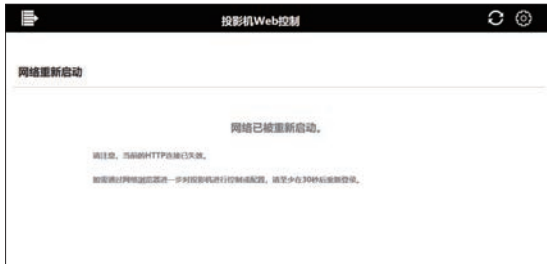 投影机Web控制
网络重新启动
网络已被重新启动。
请注意，当前的HTTP连接已失效。
如需通过网络浏览器进一步对投影机进行控制或配置，请至少在30秒后重新登录。